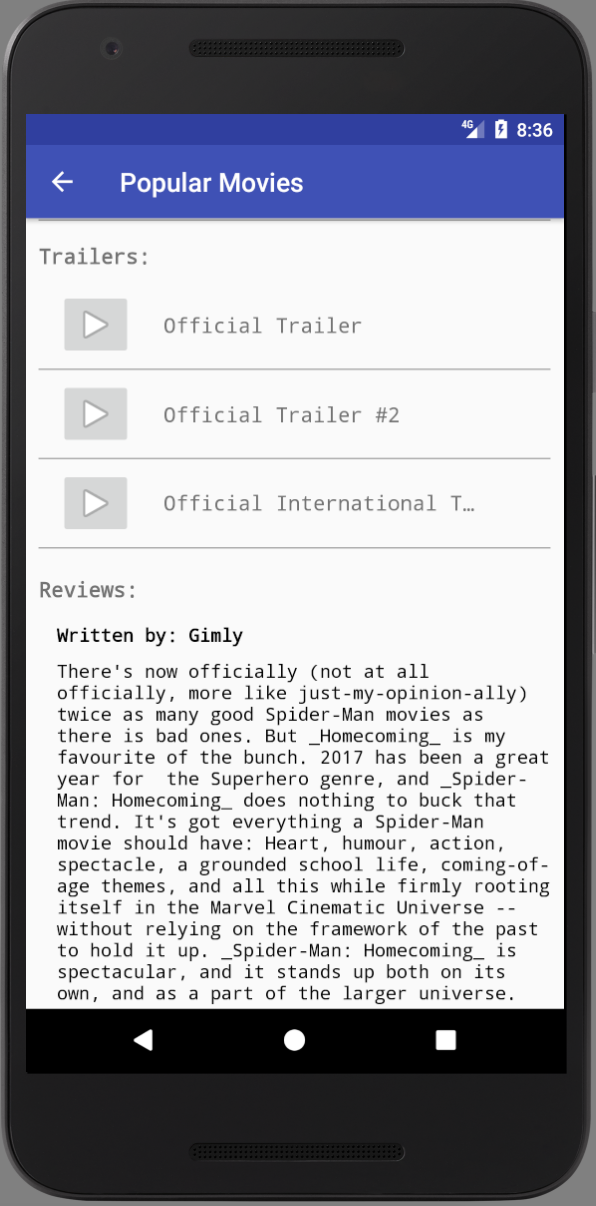 4G 8:36
Popular Movies
Trailers:
Official Trailer
Official Trailer #2
Official International T…
Reviews:
Written by: Gimly
There's now officially (not at all
officially, more like just-my-opinion-ally)
twice as many good Spider-Man movies as
there is bad ones. But _Homecoming_ is my
favourite of the bunch. 2017 has been a great
year for  the Superhero genre, and _Spider-
Man: Homecoming_ does nothing to buck that
trend. It's got everything a Spider-Man
movie should have: Heart, humour, action,
spectacle, a grounded school life, coming-of-
age themes, and all this while firmly rooting
itself in the Marvel Cinematic Universe --
without relying on the framework of the past
to hold it up. _Spider-Man: Homecoming_ is
spectacular, and it stands up both on its
own, and as a part of the larger universe.